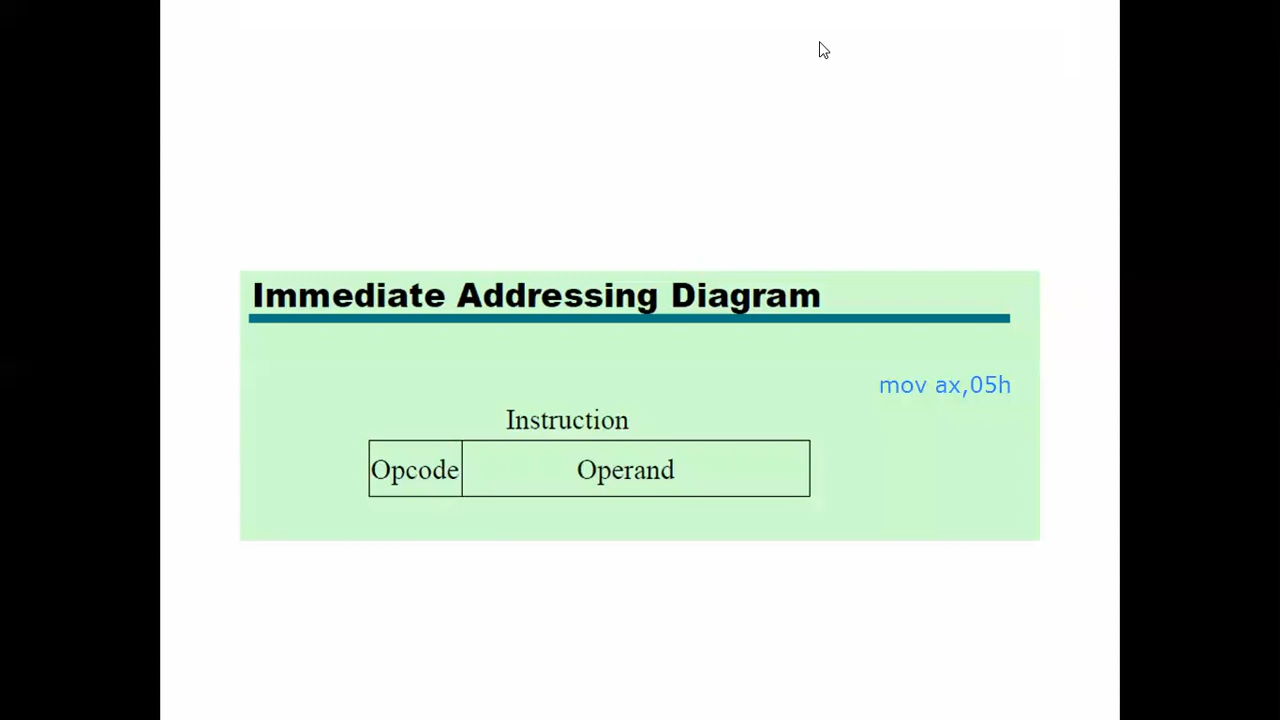 Immediate Addressing Diagram
mov ax,05h
Instruction
Opcode Operand